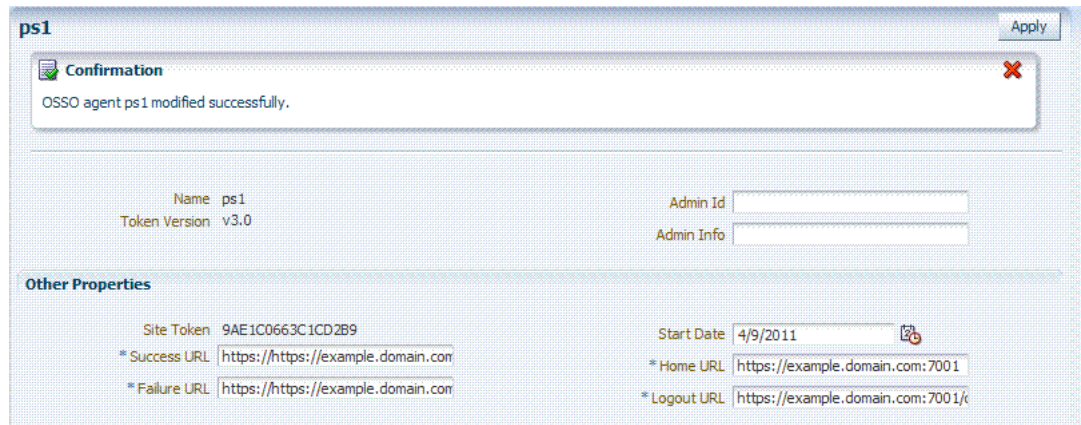 ps1
Apply
Confirmation
OSSO agent ps1 modified successfully.
Name ps1
Token Version v3.0
Admin Id
Admin Info
Other Properties
Site Token 9AE1C0663C1CD2B9
* Success URL https://https://example.domain.com
* Failure URL https://https://example.domain.com
Start Date 4/9/2011
* Home URL https://example.domain.com:7001
* Logout URL https://example.domain.com:7001/